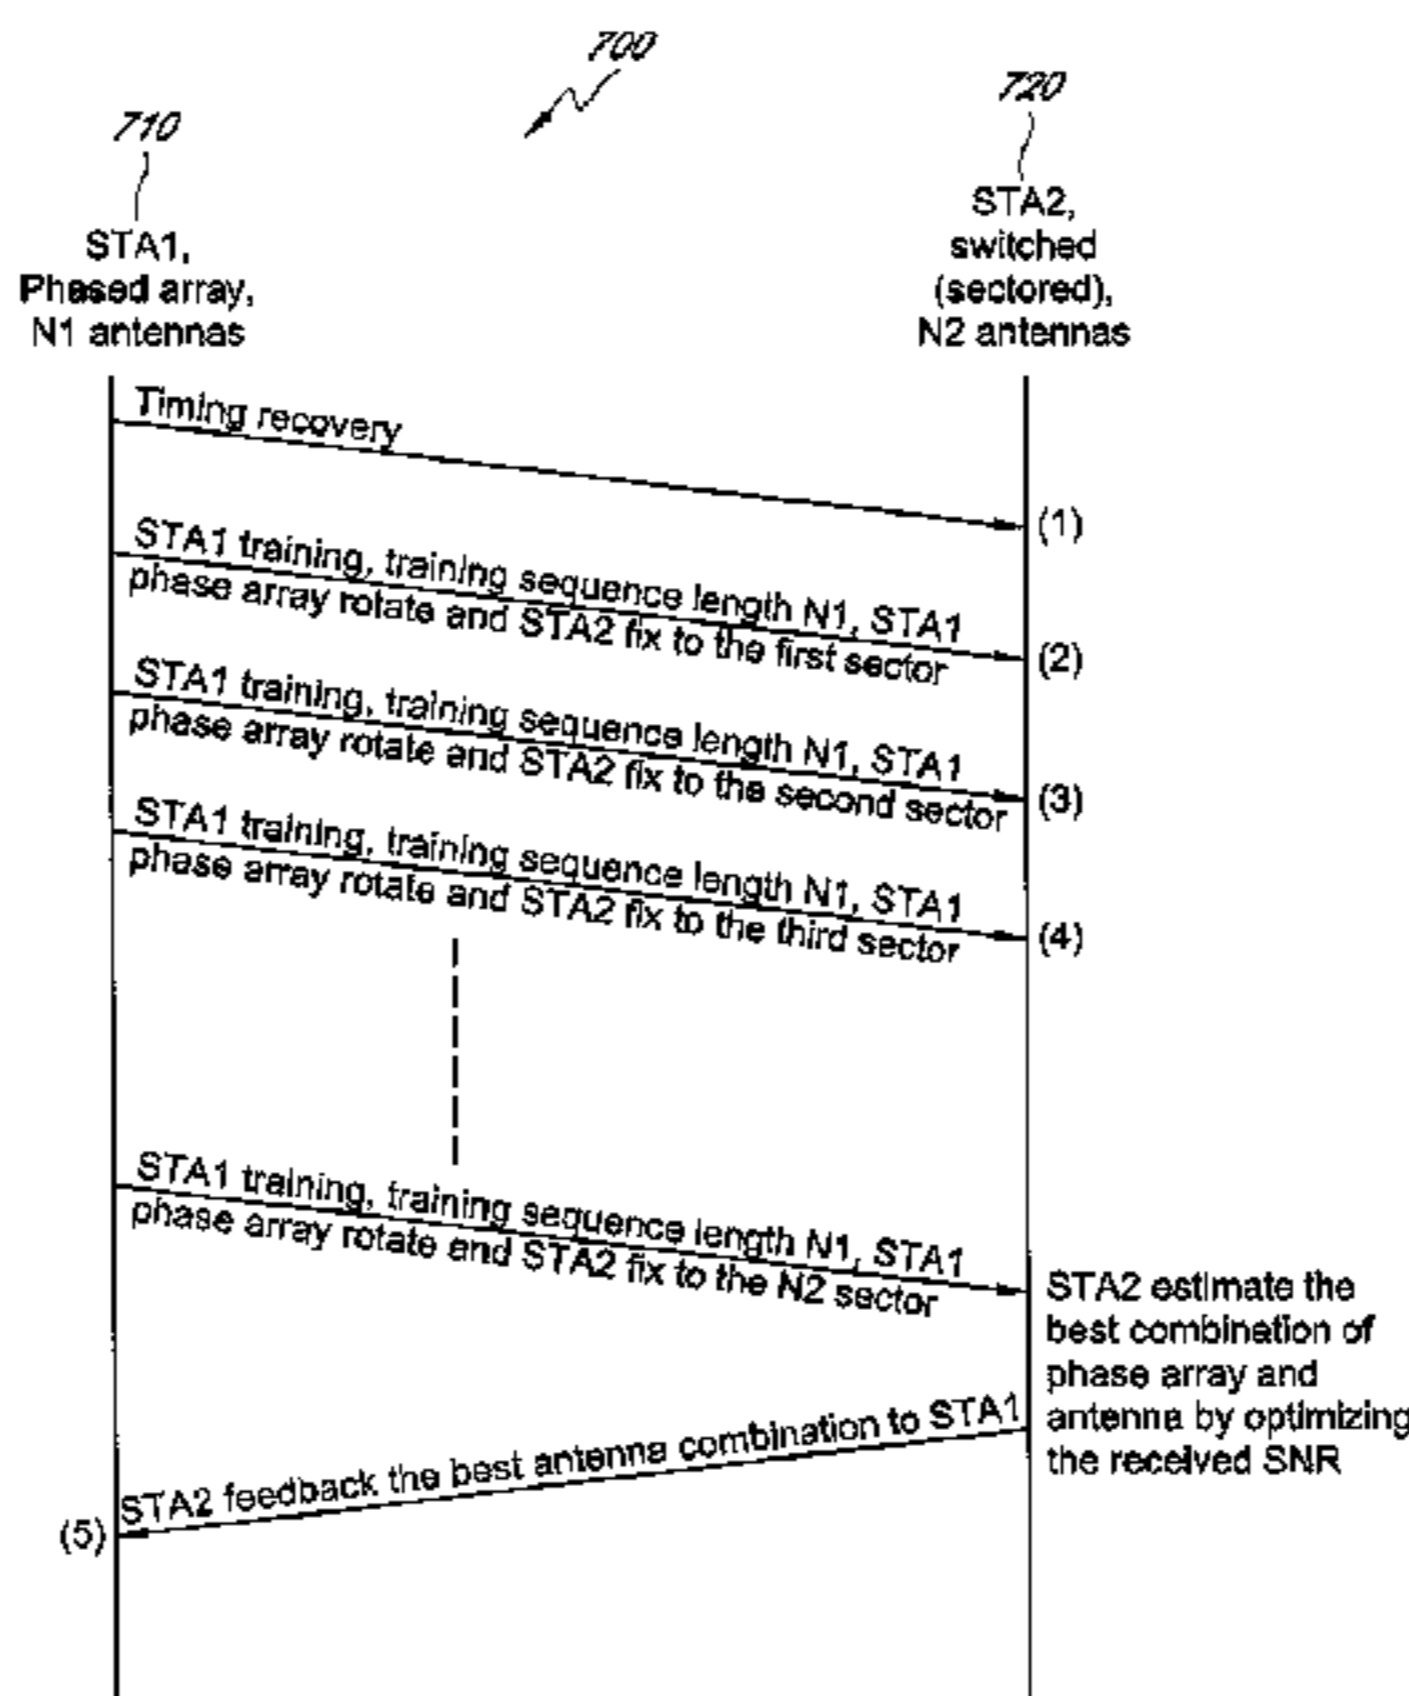 700
710
720
STA1,
Phased array,
N1 antennas
STA2,
switched
(sectored),
N2 antennas
Timing recovery
(1)
STA1 training, training sequence length N1, STA1
phase array rotate and STA2 fix to the first sector
(2)
STA1 training, training sequence length N1, STA1
phase array rotate and STA2 fix to the second sector
(3)
STA1 training, training sequence length N1, STA1
phase array rotate and STA2 fix to the third sector
(4)
STA1 training, training sequence length N1, STA1
phase array rotate and STA2 fix to the N2 sector
STA2 estimate the
best combination of
phase array and
antenna by optimizing
the received SNR
STA2 feedback the best antenna combination to STA1
(5)